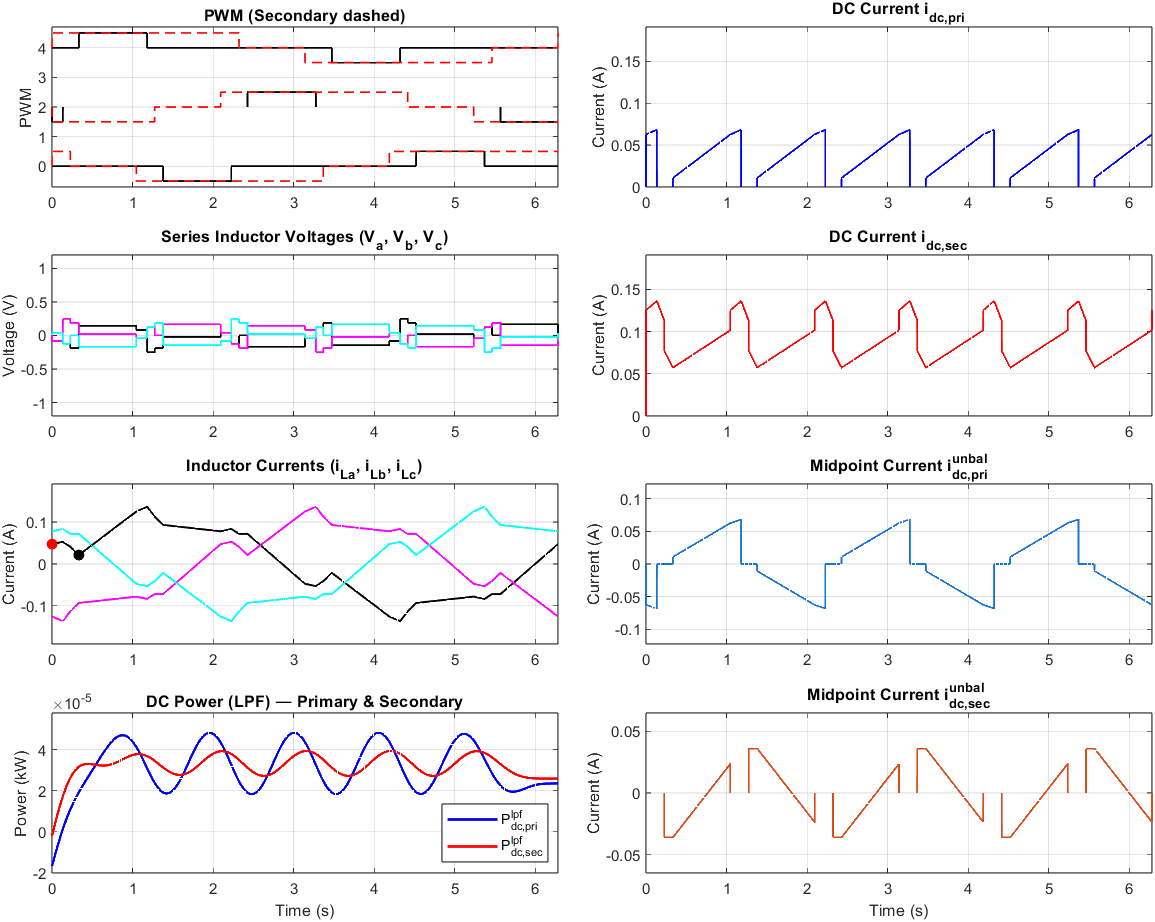 PWM (Secondary dashed)
PWM
4
3
2
1
0
0 1 2 3 4 5 6
DC Current i_dc,pri
Current (A)
0.15
0.1
0.05
0
0 1 2 3 4 5 6
Series Inductor Voltages (V_a, V_b, V_c)
Voltage (V)
1
0.5
0
-0.5
-1
0 1 2 3 4 5 6
DC Current i_dc,sec
Current (A)
0.15
0.1
0.05
0
0 1 2 3 4 5 6
Inductor Currents (i_La, i_Lb, i_Lc)
Current (A)
0.1
0
-0.1
0 1 2 3 4 5 6
Midpoint Current i_dc,pri^unbal
Current (A)
0.1
0.05
0
-0.05
-0.1
0 1 2 3 4 5 6
DC Power (LPF) — Primary & Secondary
×10^-5
Power (kW)
4
2
0
-2
P_dc,pri^lpf
P_dc,sec^lpf
0 1 2 3 4 5 6
Time (s)
Midpoint Current i_dc,sec^unbal
Current (A)
0.05
0
-0.05
0 1 2 3 4 5 6
Time (s)